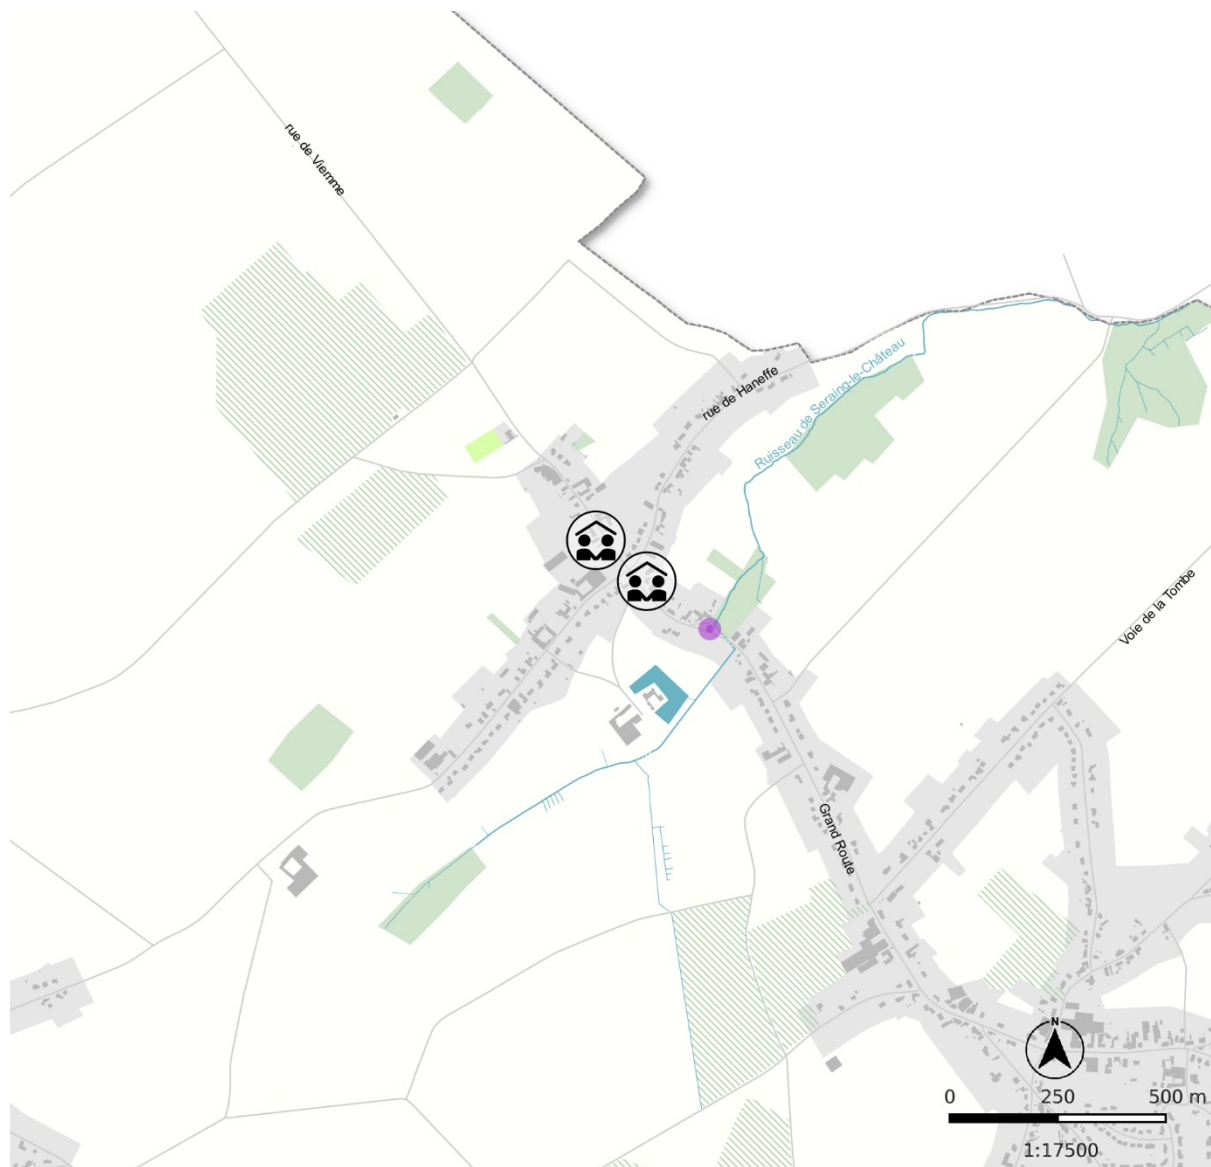 rue de Viemme
rue de Haneffe
Ruisseau de Seraing-le-Château
Voie de la Tombe
Grand Route
N
0 250 500 m
1:17500